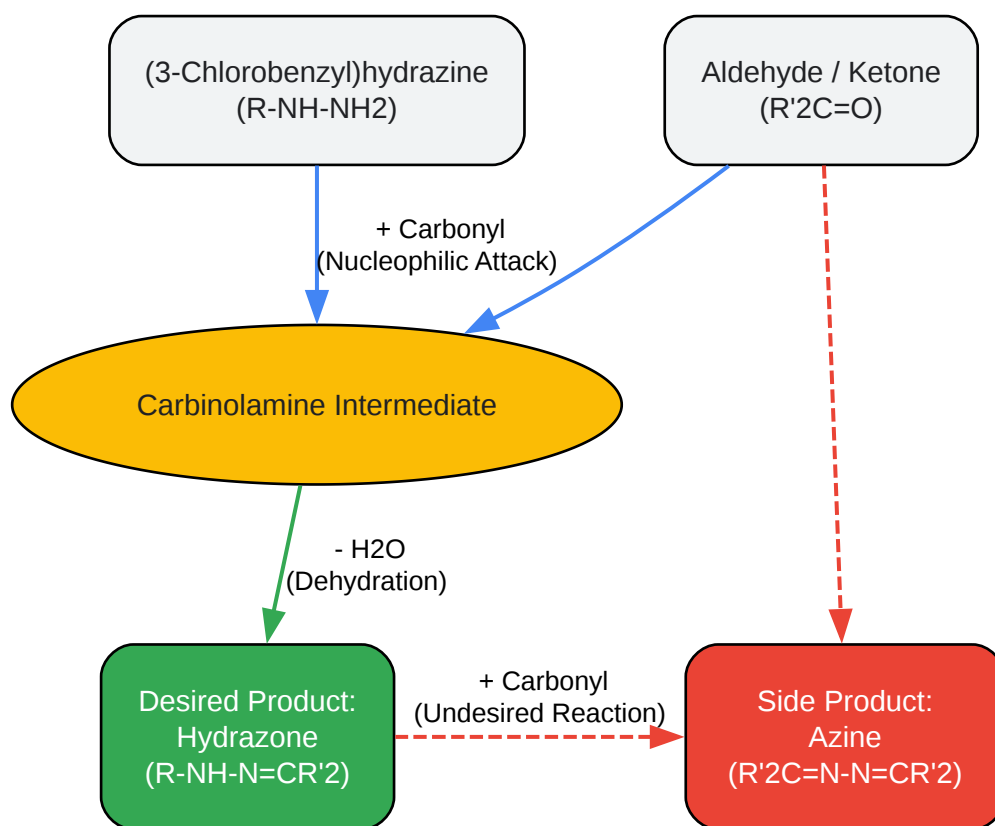 (3-Chlorobenzyl)hydrazine
(R-NH-NH2)
Aldehyde / Ketone
(R'2C=O)
+ Carbonyl
(Nucleophilic Attack)
Carbinolamine Intermediate
- H2O
(Dehydration)
Desired Product:
Hydrazone
(R-NH-N=CR'2)
+ Carbonyl
(Undesired Reaction)
Side Product:
Azine
(R'2C=N-N=CR'2)